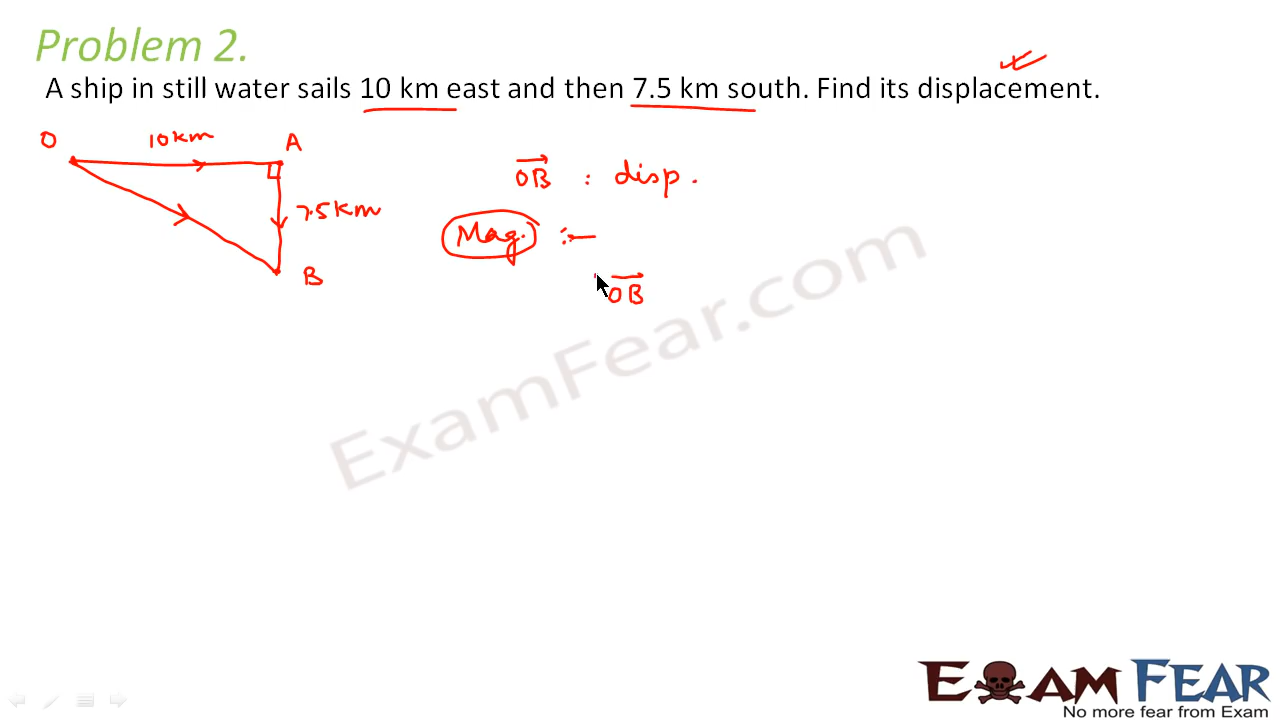 Problem 2.
A ship in still water sails 10 km east and then 7.5 km south. Find its displacement.
O 10km A
OB : disp.
7.5km
Mag. :-
B
OB
ExamFear.com
EXAM FEAR
No more fear from Exam